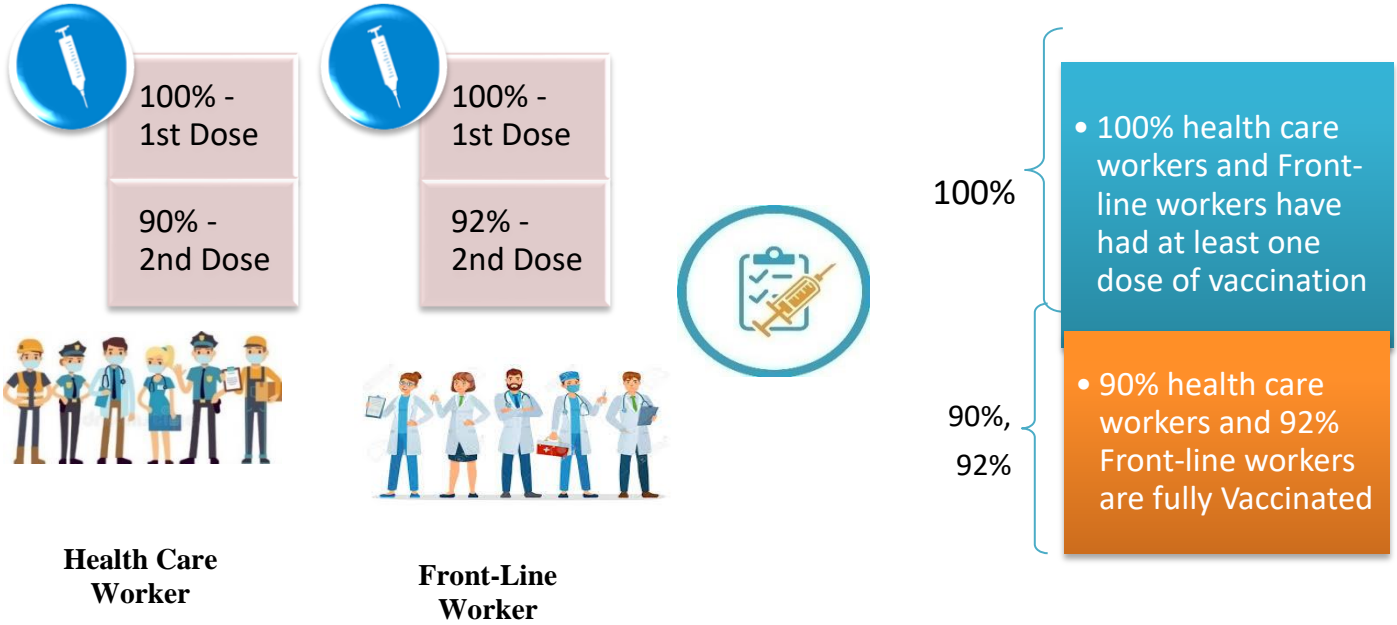 100% -
1st Dose
90% -
2nd Dose
Health Care
Worker
100% -
1st Dose
92% -
2nd Dose
Front-Line
Worker
100%
• 100% health care
workers and Front-
line workers have
had at least one
dose of vaccination
90%,
92%
• 90% health care
workers and 92%
Front-line workers
are fully Vaccinated